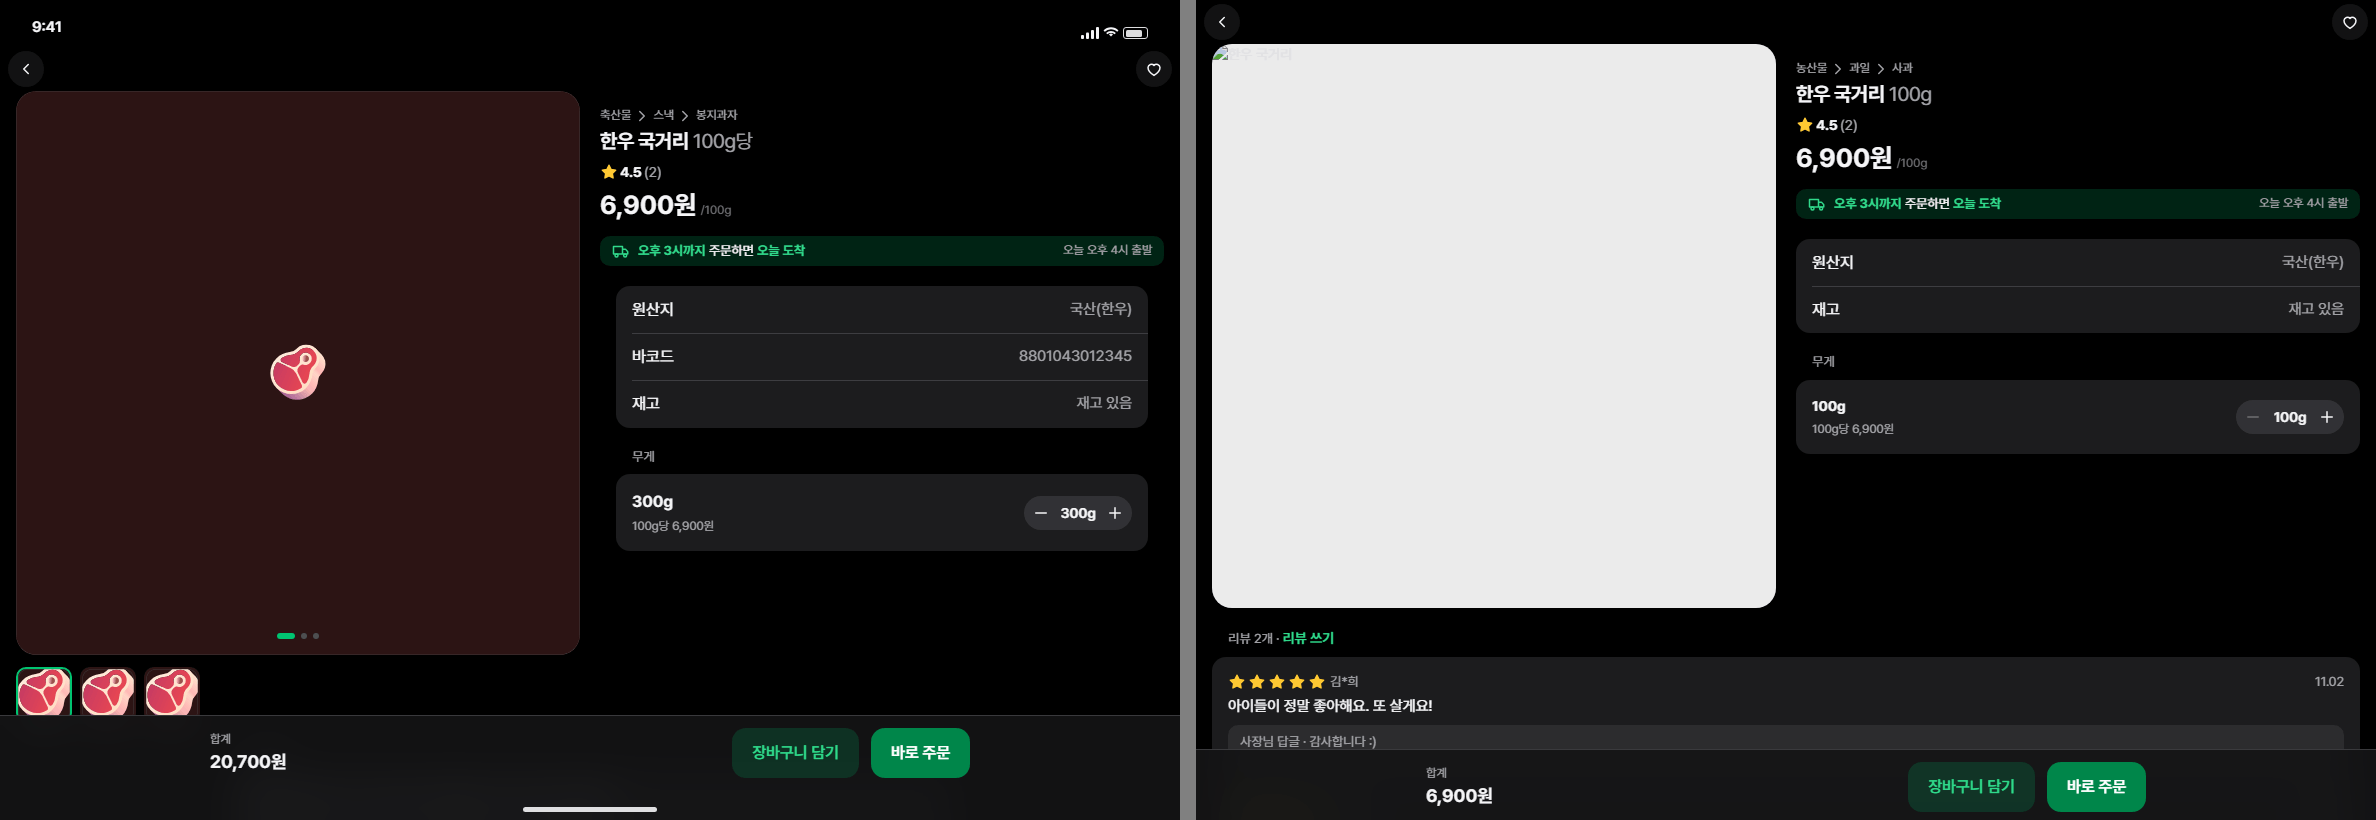 9:41
축산물 > 스낵 > 봉지과자
한우 국거리 100g당
4.5 (2)
6,900원 /100g
오후 3시까지 주문하면 오늘 도착 오늘 오후 4시 출발
원산지 국산(한우)
바코드 8801043012345
재고 재고 있음
무게
300g
100g당 6,900원
300g
합계
20,700원
장바구니 담기
바로 주문
한우 국거리
농산물 > 과일 > 사과
한우 국거리 100g
4.5 (2)
6,900원 /100g
오후 3시까지 주문하면 오늘 도착 오늘 오후 4시 출발
원산지 국산(한우)
재고 재고 있음
무게
100g
100g당 6,900원
100g
리뷰 2개 · 리뷰 쓰기
김*희 11.02
아이들이 정말 좋아해요. 또 살게요!
사장님 답글 · 감사합니다 :)
합계
6,900원
장바구니 담기
바로 주문